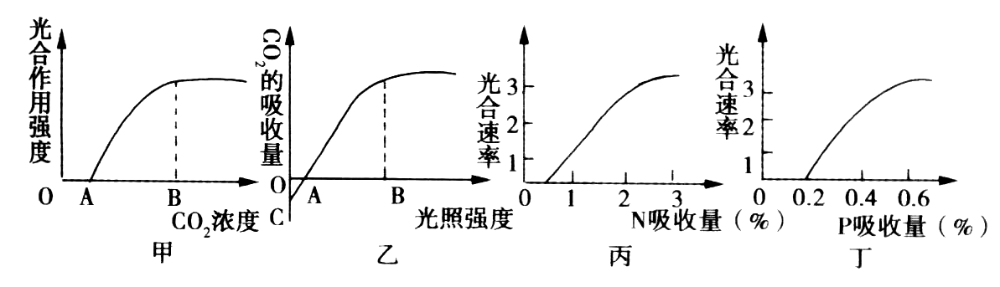 光合作用强度
O A B
CO₂浓度
甲
CO₂的吸收量
O
C
A B
光照强度
乙
光合速率
3
2
1
0 1 2 3
N吸收量(%)
丙
0
光合速率
3
2
1
0 0.2 0.4 0.6
P吸收量(%)
丁